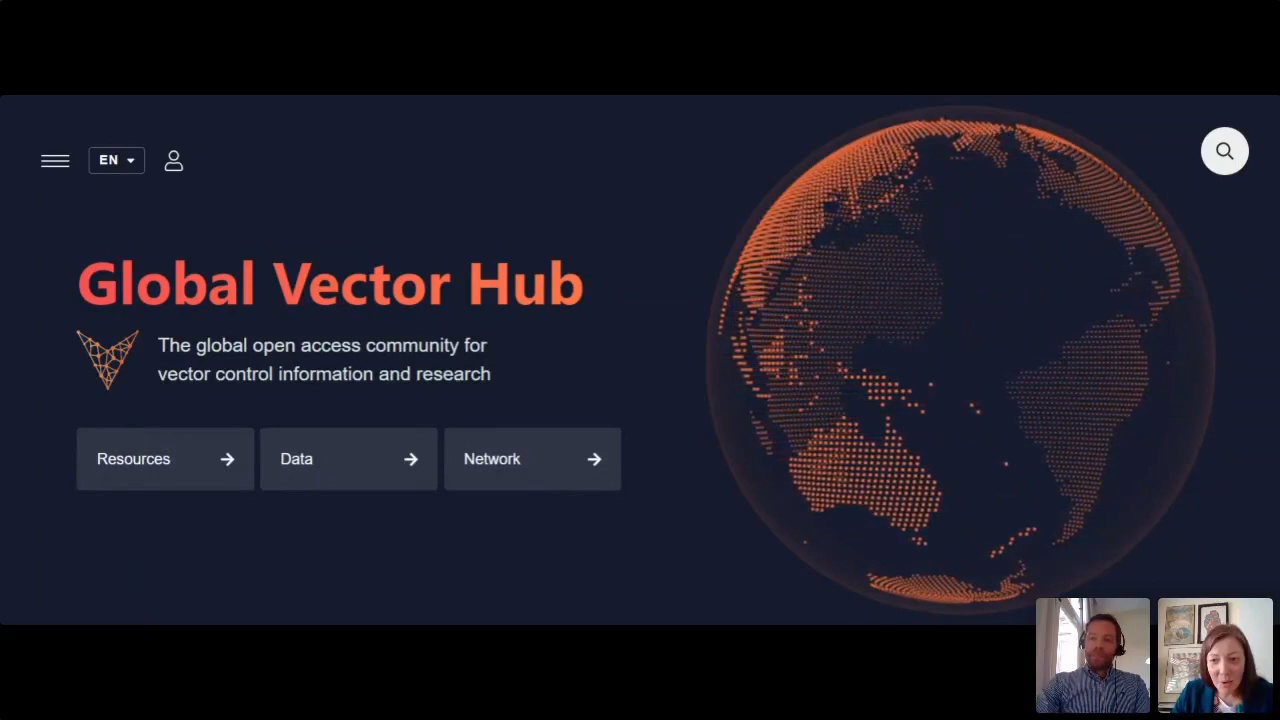 EN
Global Vector Hub
The global open access community for
vector control information and research
Resources
Data
Network